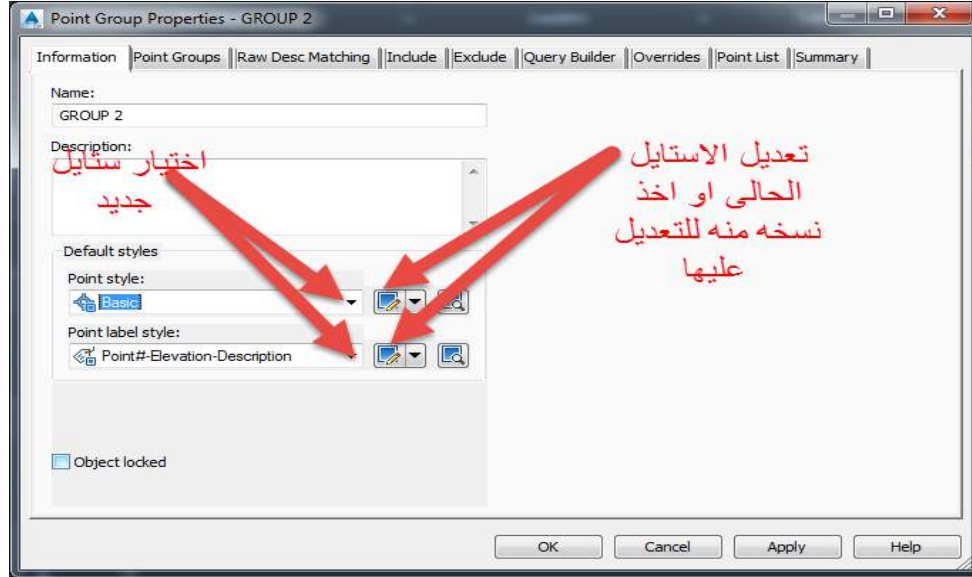 Point Group Properties - GROUP 2
Information Point Groups Raw Desc Matching Include Exclude Query Builder Overrides Point List Summary
Name:
GROUP 2
Description:
اختيار ستايل
جديد
تعديل الاستايل
الحالى او اخذ
نسخه منه للتعديل
عليها
Default styles
Point style:
Basic
Point label style:
Point#-Elevation-Description
Object locked
OK Cancel Apply Help